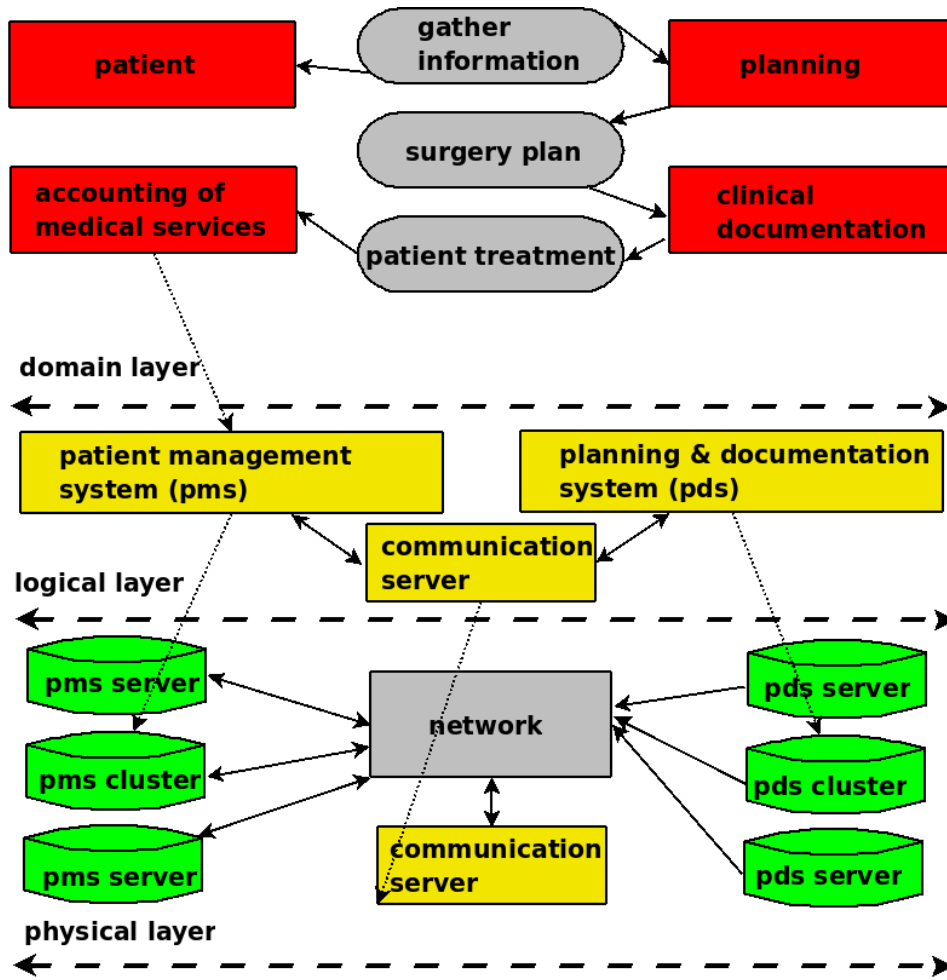 gather
information
patient
planning
surgery plan
accounting of
medical services
clinical
documentation
patient treatment
domain layer
patient management
system (pms)
planning & documentation
system (pds)
communication
server
logical layer
pms server
pds server
network
pms cluster
pds cluster
communication
server
pms server
pds server
physical layer